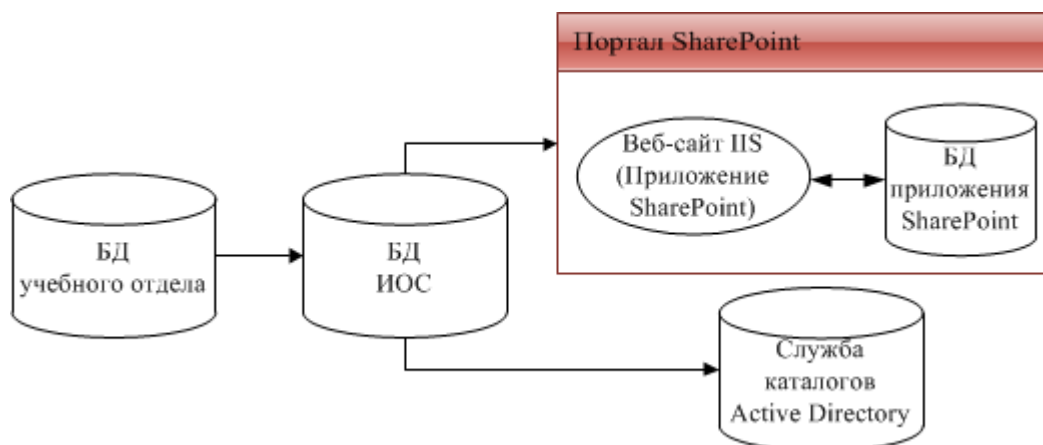 Портал SharePoint
Веб-сайт IIS
(Приложение
SharePoint)
БД
приложения
SharePoint
БД
учебного отдела
БД
ИОС
Служба
каталогов
Active Directory